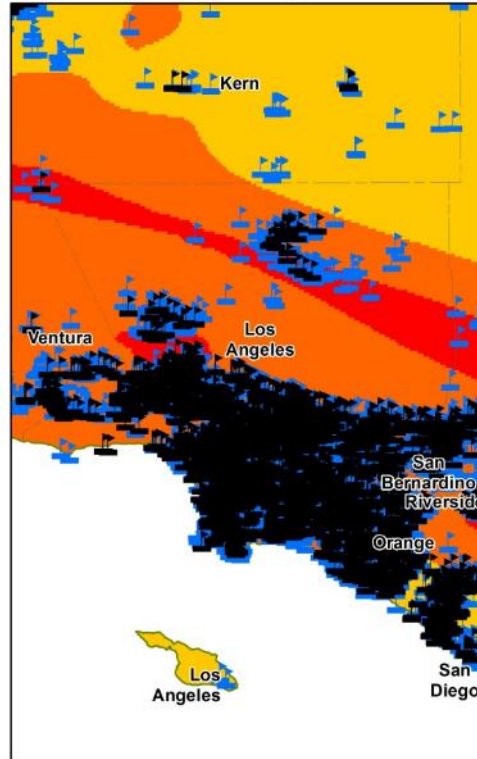 Kern
Ventura
Los
Angeles
San
Bernardino
Riverside
Orange
Los
Angeles
San
Diego